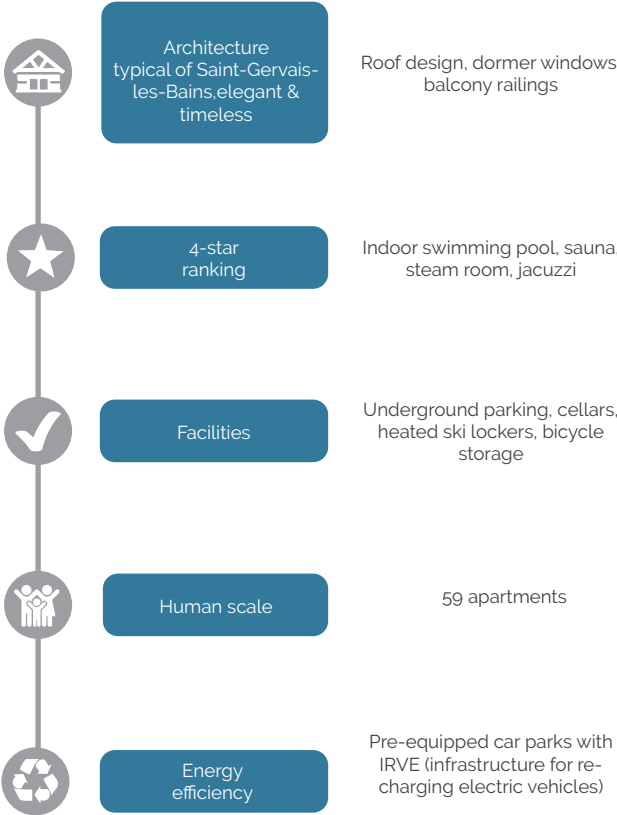 Architecture
typical of Saint-Gervais-
les-Bains,elegant &
timeless
Roof design, dormer windows
balcony railings
4-star
ranking
Indoor swimming pool, sauna,
steam room, jacuzzi
Facilities
Underground parking, cellars,
heated ski lockers, bicycle
storage
Human scale
59 apartments
Energy
efficiency
Pre-equipped car parks with
IRVE (infrastructure for re-
charging electric vehicles)